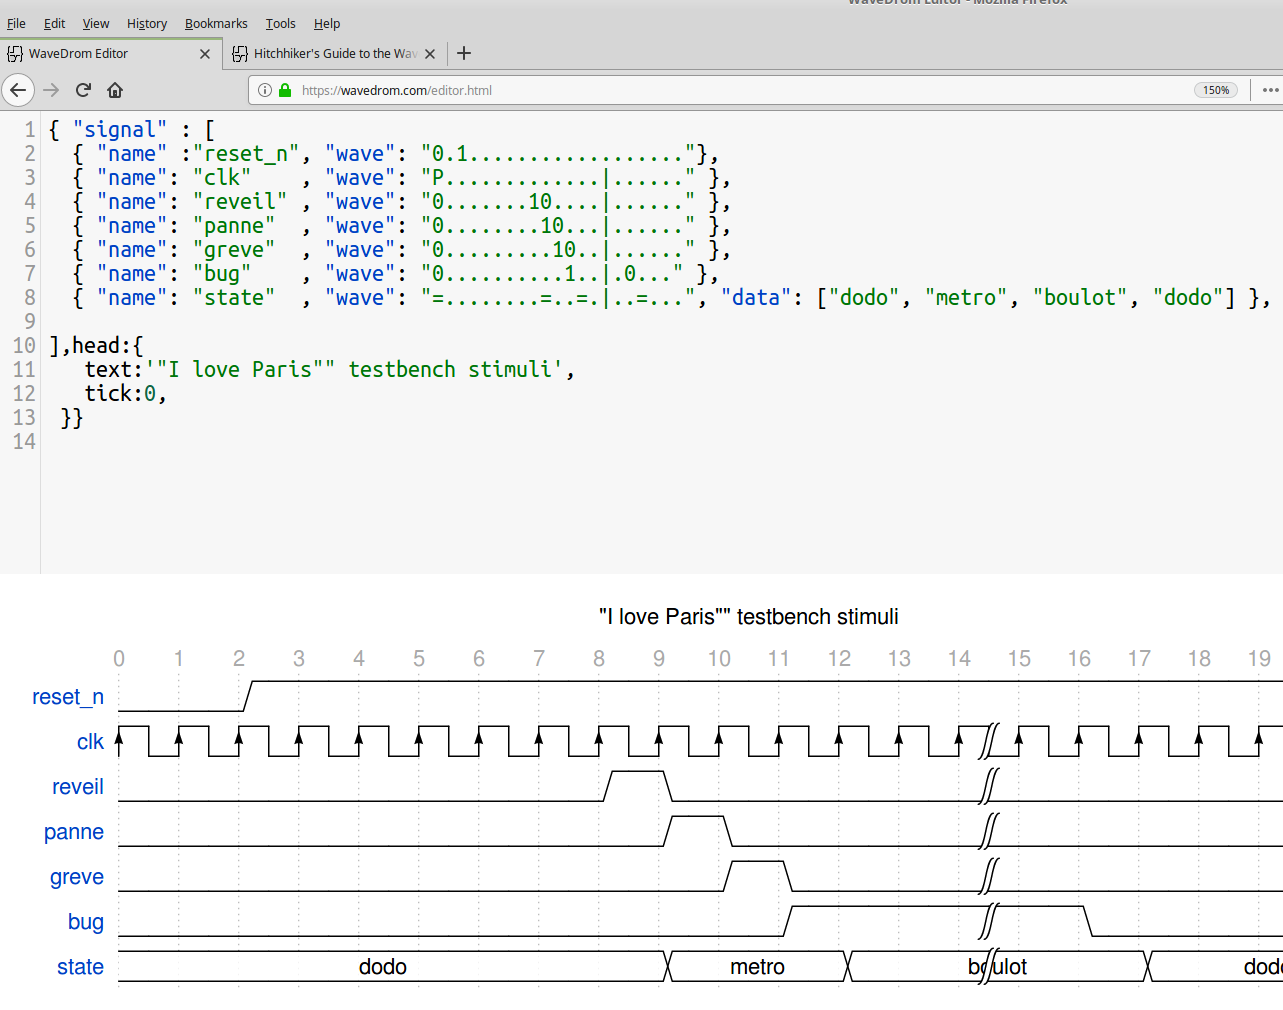 WaveDrom Editor - Mozilla Firefox
File Edit View History Bookmarks Tools Help
WaveDrom Editor Hitchhiker's Guide to the Wav
https://wavedrom.com/editor.html 150%
1 { "signal" : [
2 { "name" :"reset_n", "wave": "0.1.................."},
3 { "name": "clk" , "wave": "P.............|......" },
4 { "name": "reveil" , "wave": "0.......10....|......" },
5 { "name": "panne" , "wave": "0........10...|......" },
6 { "name": "greve" , "wave": "0.........10..|......" },
7 { "name": "bug" , "wave": "0..........1..|.0..." },
8 { "name": "state" , "wave": "=........=..=.|..=...", "data": ["dodo", "metro", "boulot", "dodo"] },
9
10 ],head:{
11 text:'"I love Paris"" testbench stimuli',
12 tick:0,
13 }}
14
"I love Paris"" testbench stimuli
0 1 2 3 4 5 6 7 8 9 10 11 12 13 14 15 16 17 18 19
reset_n
clk
reveil
panne
greve
bug
state dodo metro boulot dodo